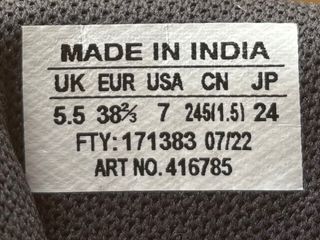 MADE IN INDIA
UK EUR USA CN JP
5.5 38⅔ 7 245(1.5) 24
FTY: 171383 07/22
ART NO. 416785